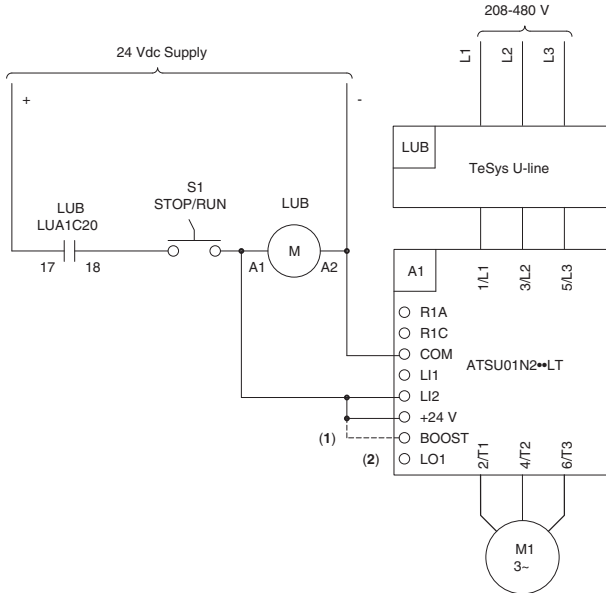 208-480 V
L1
L2
L3
24 Vdc Supply
+
-
LUB
TeSys U-line
LUB
LUA1C20
S1
STOP/RUN
LUB
17
18
A1
M
A2
A1
1/L1
3/L2
5/L3
R1A
R1C
COM
ATSU01N2••LT
LI1
LI2
+24 V
(1)
BOOST
(2)
LO1
2/T1
4/T2
6/T3
M1
3~